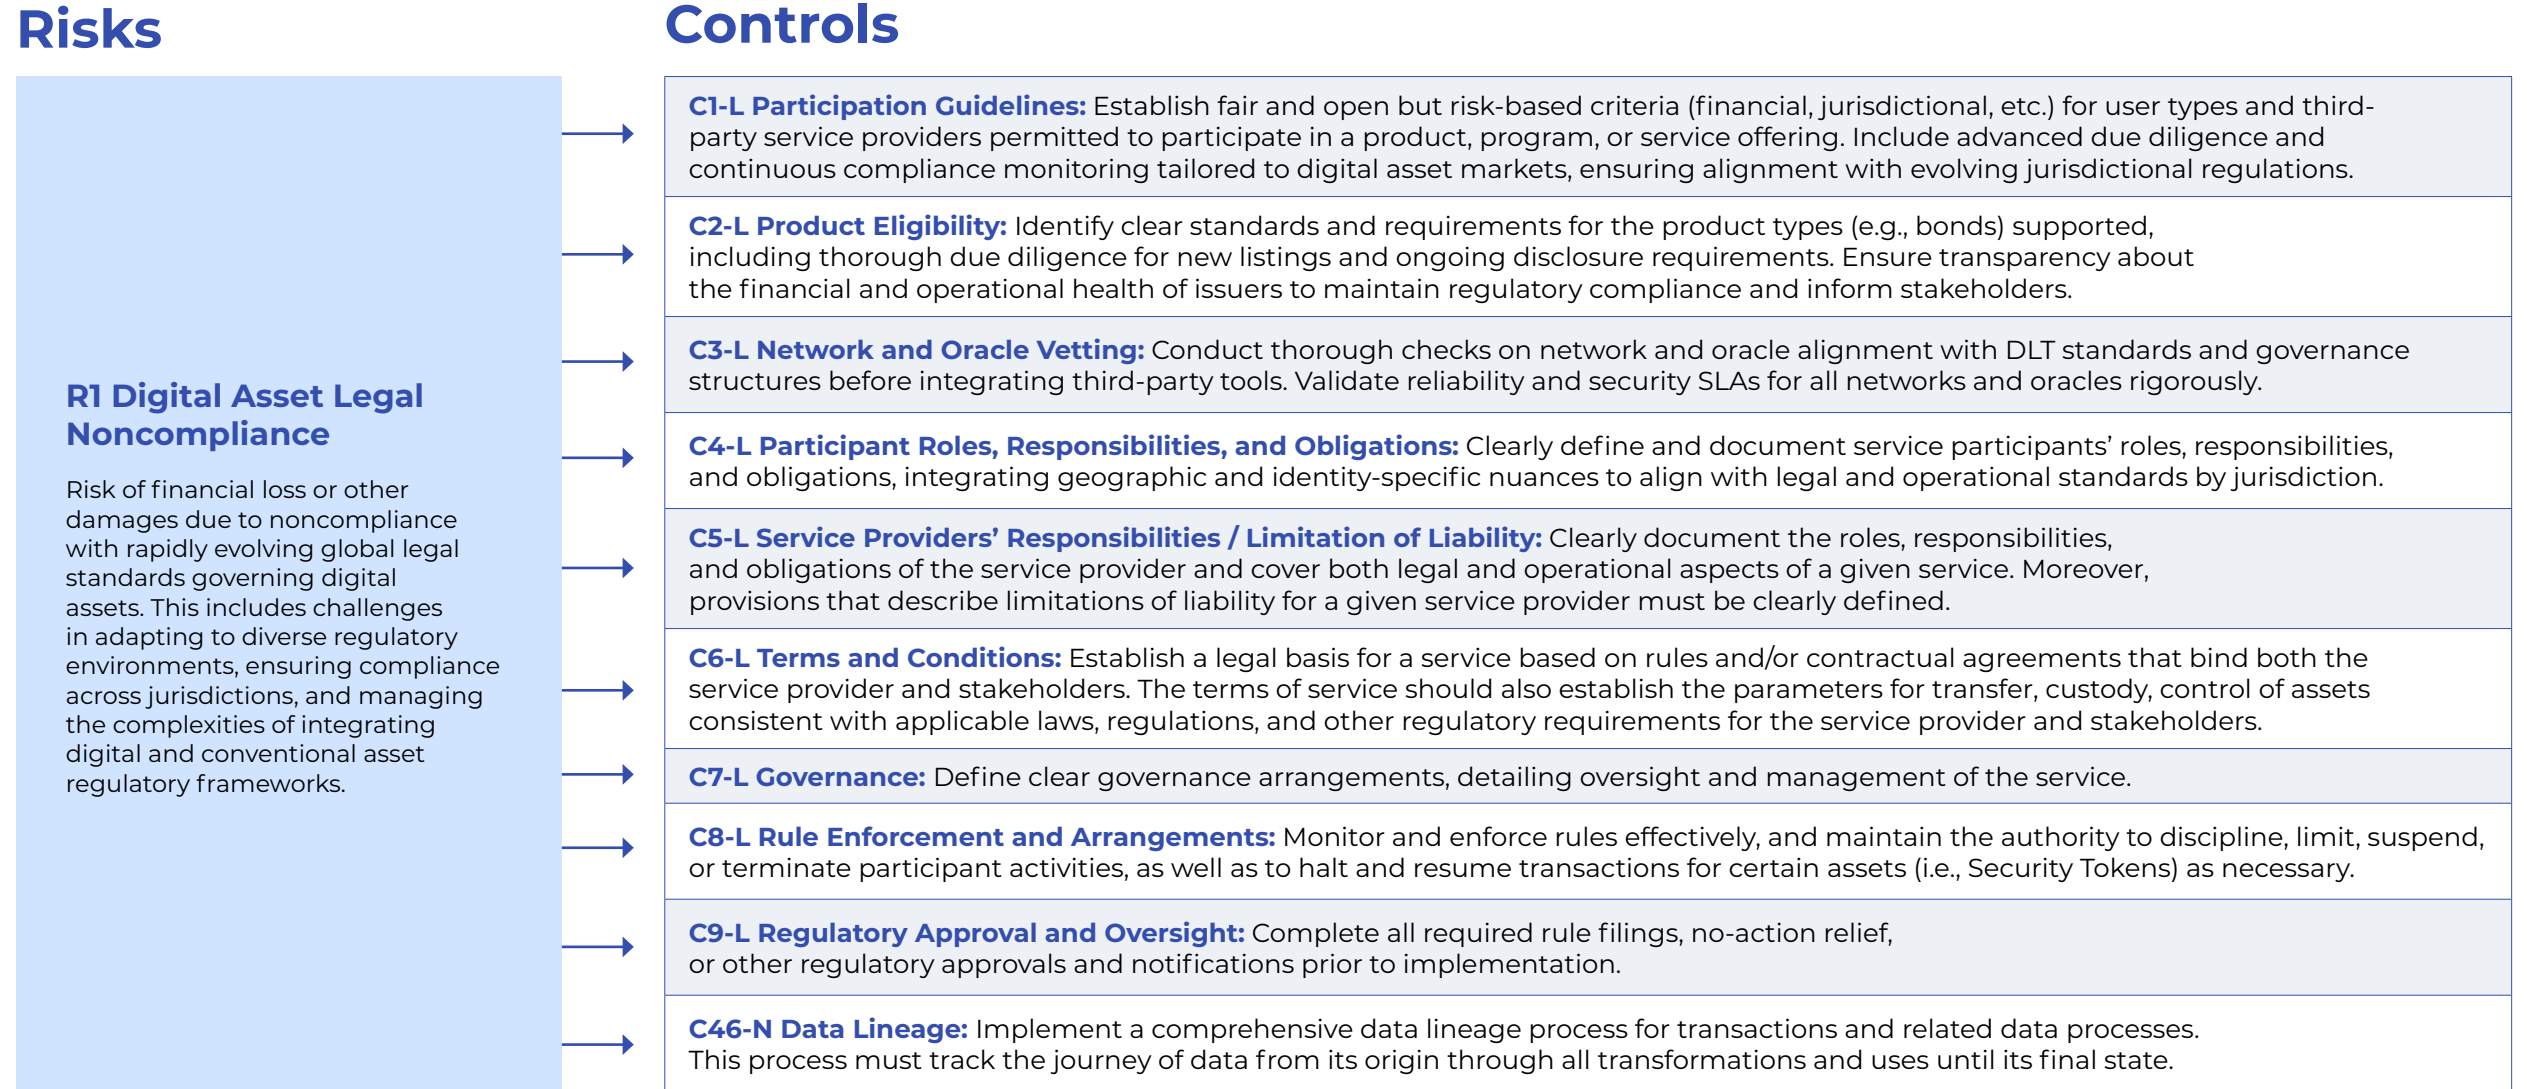 Risks
Controls
R1 Digital Asset Legal
Noncompliance
Risk of financial loss or other
damages due to noncompliance
with rapidly evolving global legal
standards governing digital
assets. This includes challenges
in adapting to diverse regulatory
environments, ensuring compliance
across jurisdictions, and managing
the complexities of integrating
digital and conventional asset
regulatory frameworks.
C1-L Participation Guidelines: Establish fair and open but risk-based criteria (financial, jurisdictional, etc.) for user types and third-
party service providers permitted to participate in a product, program, or service offering. Include advanced due diligence and
continuous compliance monitoring tailored to digital asset markets, ensuring alignment with evolving jurisdictional regulations.
C2-L Product Eligibility: Identify clear standards and requirements for the product types (e.g., bonds) supported,
including thorough due diligence for new listings and ongoing disclosure requirements. Ensure transparency about
the financial and operational health of issuers to maintain regulatory compliance and inform stakeholders.
C3-L Network and Oracle Vetting: Conduct thorough checks on network and oracle alignment with DLT standards and governance
structures before integrating third-party tools. Validate reliability and security SLAs for all networks and oracles rigorously.
C4-L Participant Roles, Responsibilities, and Obligations: Clearly define and document service participants’ roles, responsibilities,
and obligations, integrating geographic and identity-specific nuances to align with legal and operational standards by jurisdiction.
C5-L Service Providers’ Responsibilities / Limitation of Liability: Clearly document the roles, responsibilities,
and obligations of the service provider and cover both legal and operational aspects of a given service. Moreover,
provisions that describe limitations of liability for a given service provider must be clearly defined.
C6-L Terms and Conditions: Establish a legal basis for a service based on rules and/or contractual agreements that bind both the
service provider and stakeholders. The terms of service should also establish the parameters for transfer, custody, control of assets
consistent with applicable laws, regulations, and other regulatory requirements for the service provider and stakeholders.
C7-L Governance: Define clear governance arrangements, detailing oversight and management of the service.
C8-L Rule Enforcement and Arrangements: Monitor and enforce rules effectively, and maintain the authority to discipline, limit, suspend,
or terminate participant activities, as well as to halt and resume transactions for certain assets (i.e., Security Tokens) as necessary.
C9-L Regulatory Approval and Oversight: Complete all required rule filings, no-action relief,
or other regulatory approvals and notifications prior to implementation.
C46-N Data Lineage: Implement a comprehensive data lineage process for transactions and related data processes.
This process must track the journey of data from its origin through all transformations and uses until its final state.